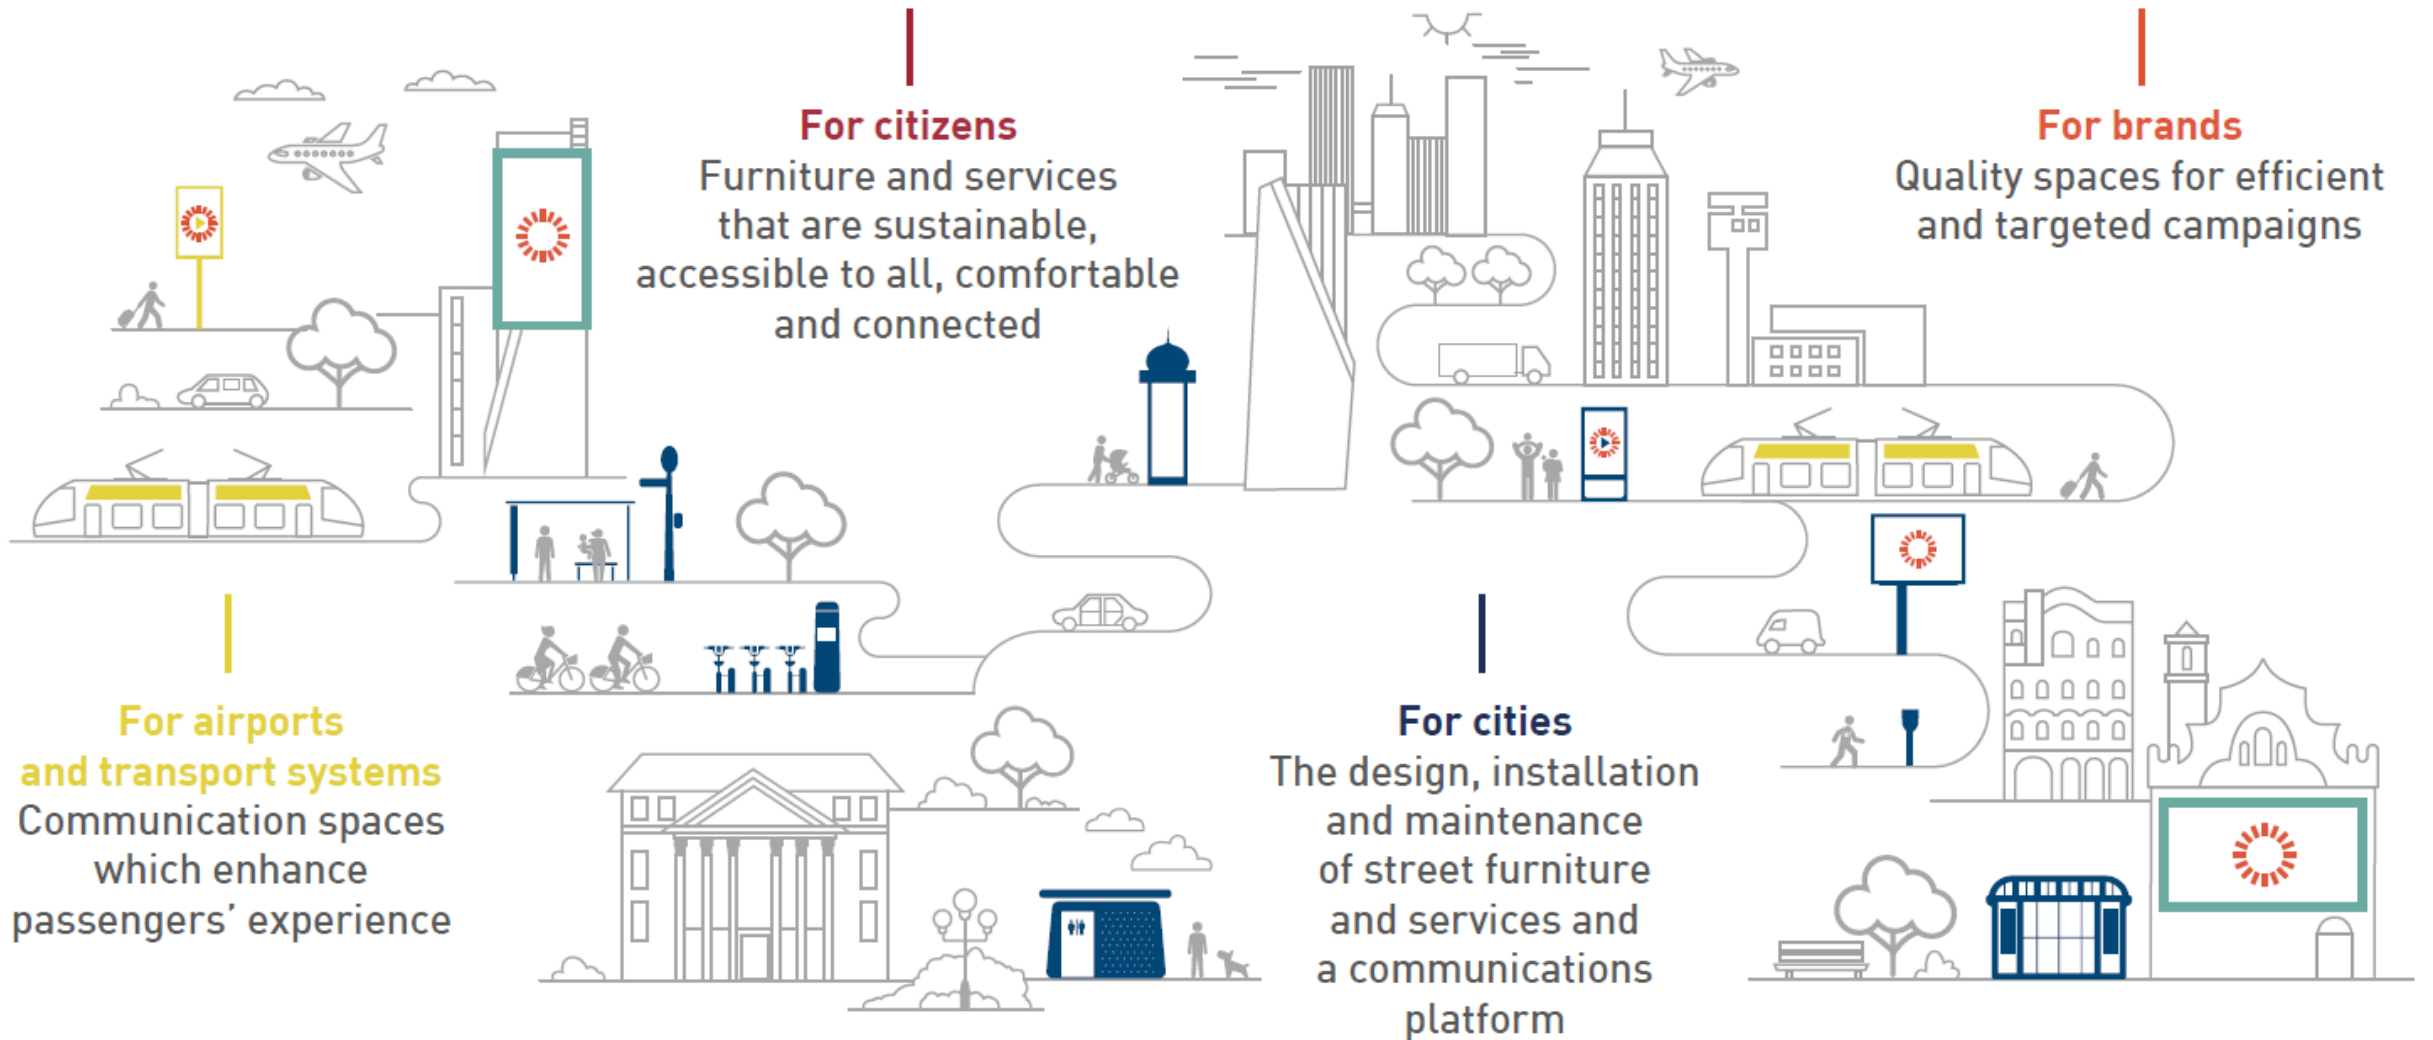 For citizens
Furniture and services
that are sustainable,
accessible to all, comfortable
and connected
For brands
Quality spaces for efficient
and targeted campaigns
For airports
and transport systems
Communication spaces
which enhance
passengers’ experience
For cities
The design, installation
and maintenance
of street furniture
and services and
a communications
platform